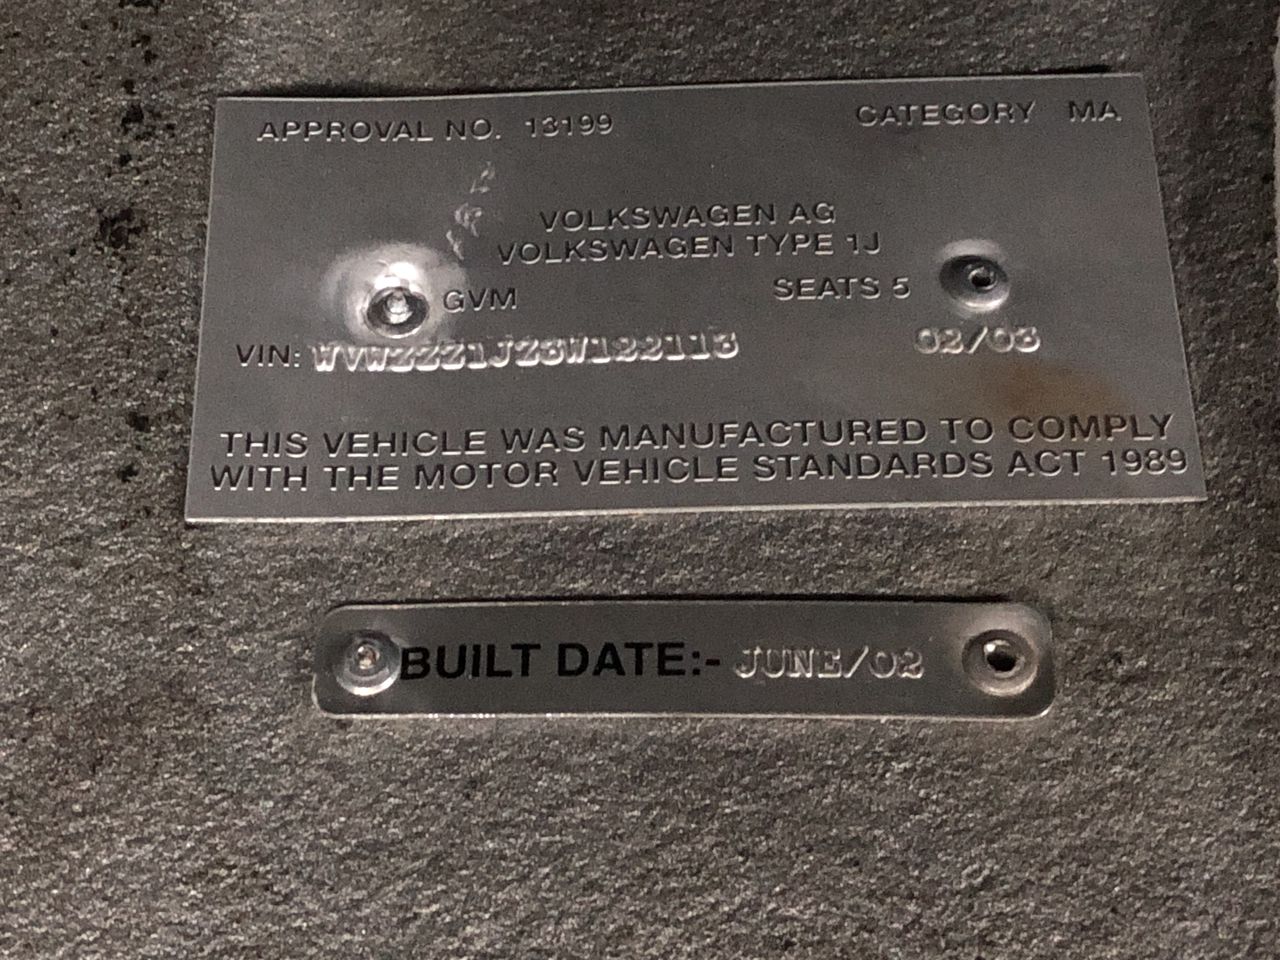 APPROVAL NO. 13199 CATEGORY MA
VOLKSWAGEN AG
VOLKSWAGEN TYPE 1J
GVM SEATS 5
VIN: WVWZZZ1JZ3W122113 02/03
THIS VEHICLE WAS MANUFACTURED TO COMPLY
WITH THE MOTOR VEHICLE STANDARDS ACT 1989
BUILT DATE:- JUNE/02